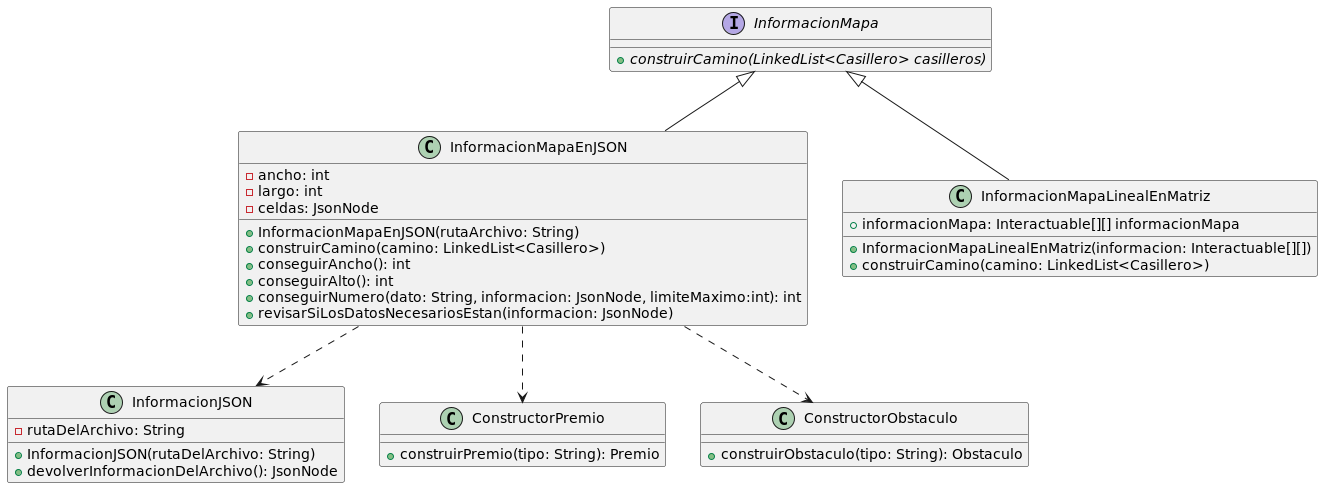 I InformacionMapa
construirCamino(LinkedList<Casillero> casilleros)
C InformacionMapaEnJSON
ancho: int
largo: int
celdas: JsonNode
InformacionMapaEnJSON(rutaArchivo: String)
construirCamino(camino: LinkedList<Casillero>)
conseguirAncho(): int
conseguirAlto(): int
conseguirNumero(dato: String, informacion: JsonNode, limiteMaximo:int): int
revisarSiLosDatosNecesariosEstan(informacion: JsonNode)
C InformacionMapaLinealEnMatriz
informacionMapa: Interactuable[][] informacionMapa
InformacionMapaLinealEnMatriz(informacion: Interactuable[][])
construirCamino(camino: LinkedList<Casillero>)
C InformacionJSON
rutaDelArchivo: String
InformacionJSON(rutaDelArchivo: String)
devolverInformacionDelArchivo(): JsonNode
C ConstructorPremio
construirPremio(tipo: String): Premio
C ConstructorObstaculo
construirObstaculo(tipo: String): Obstaculo